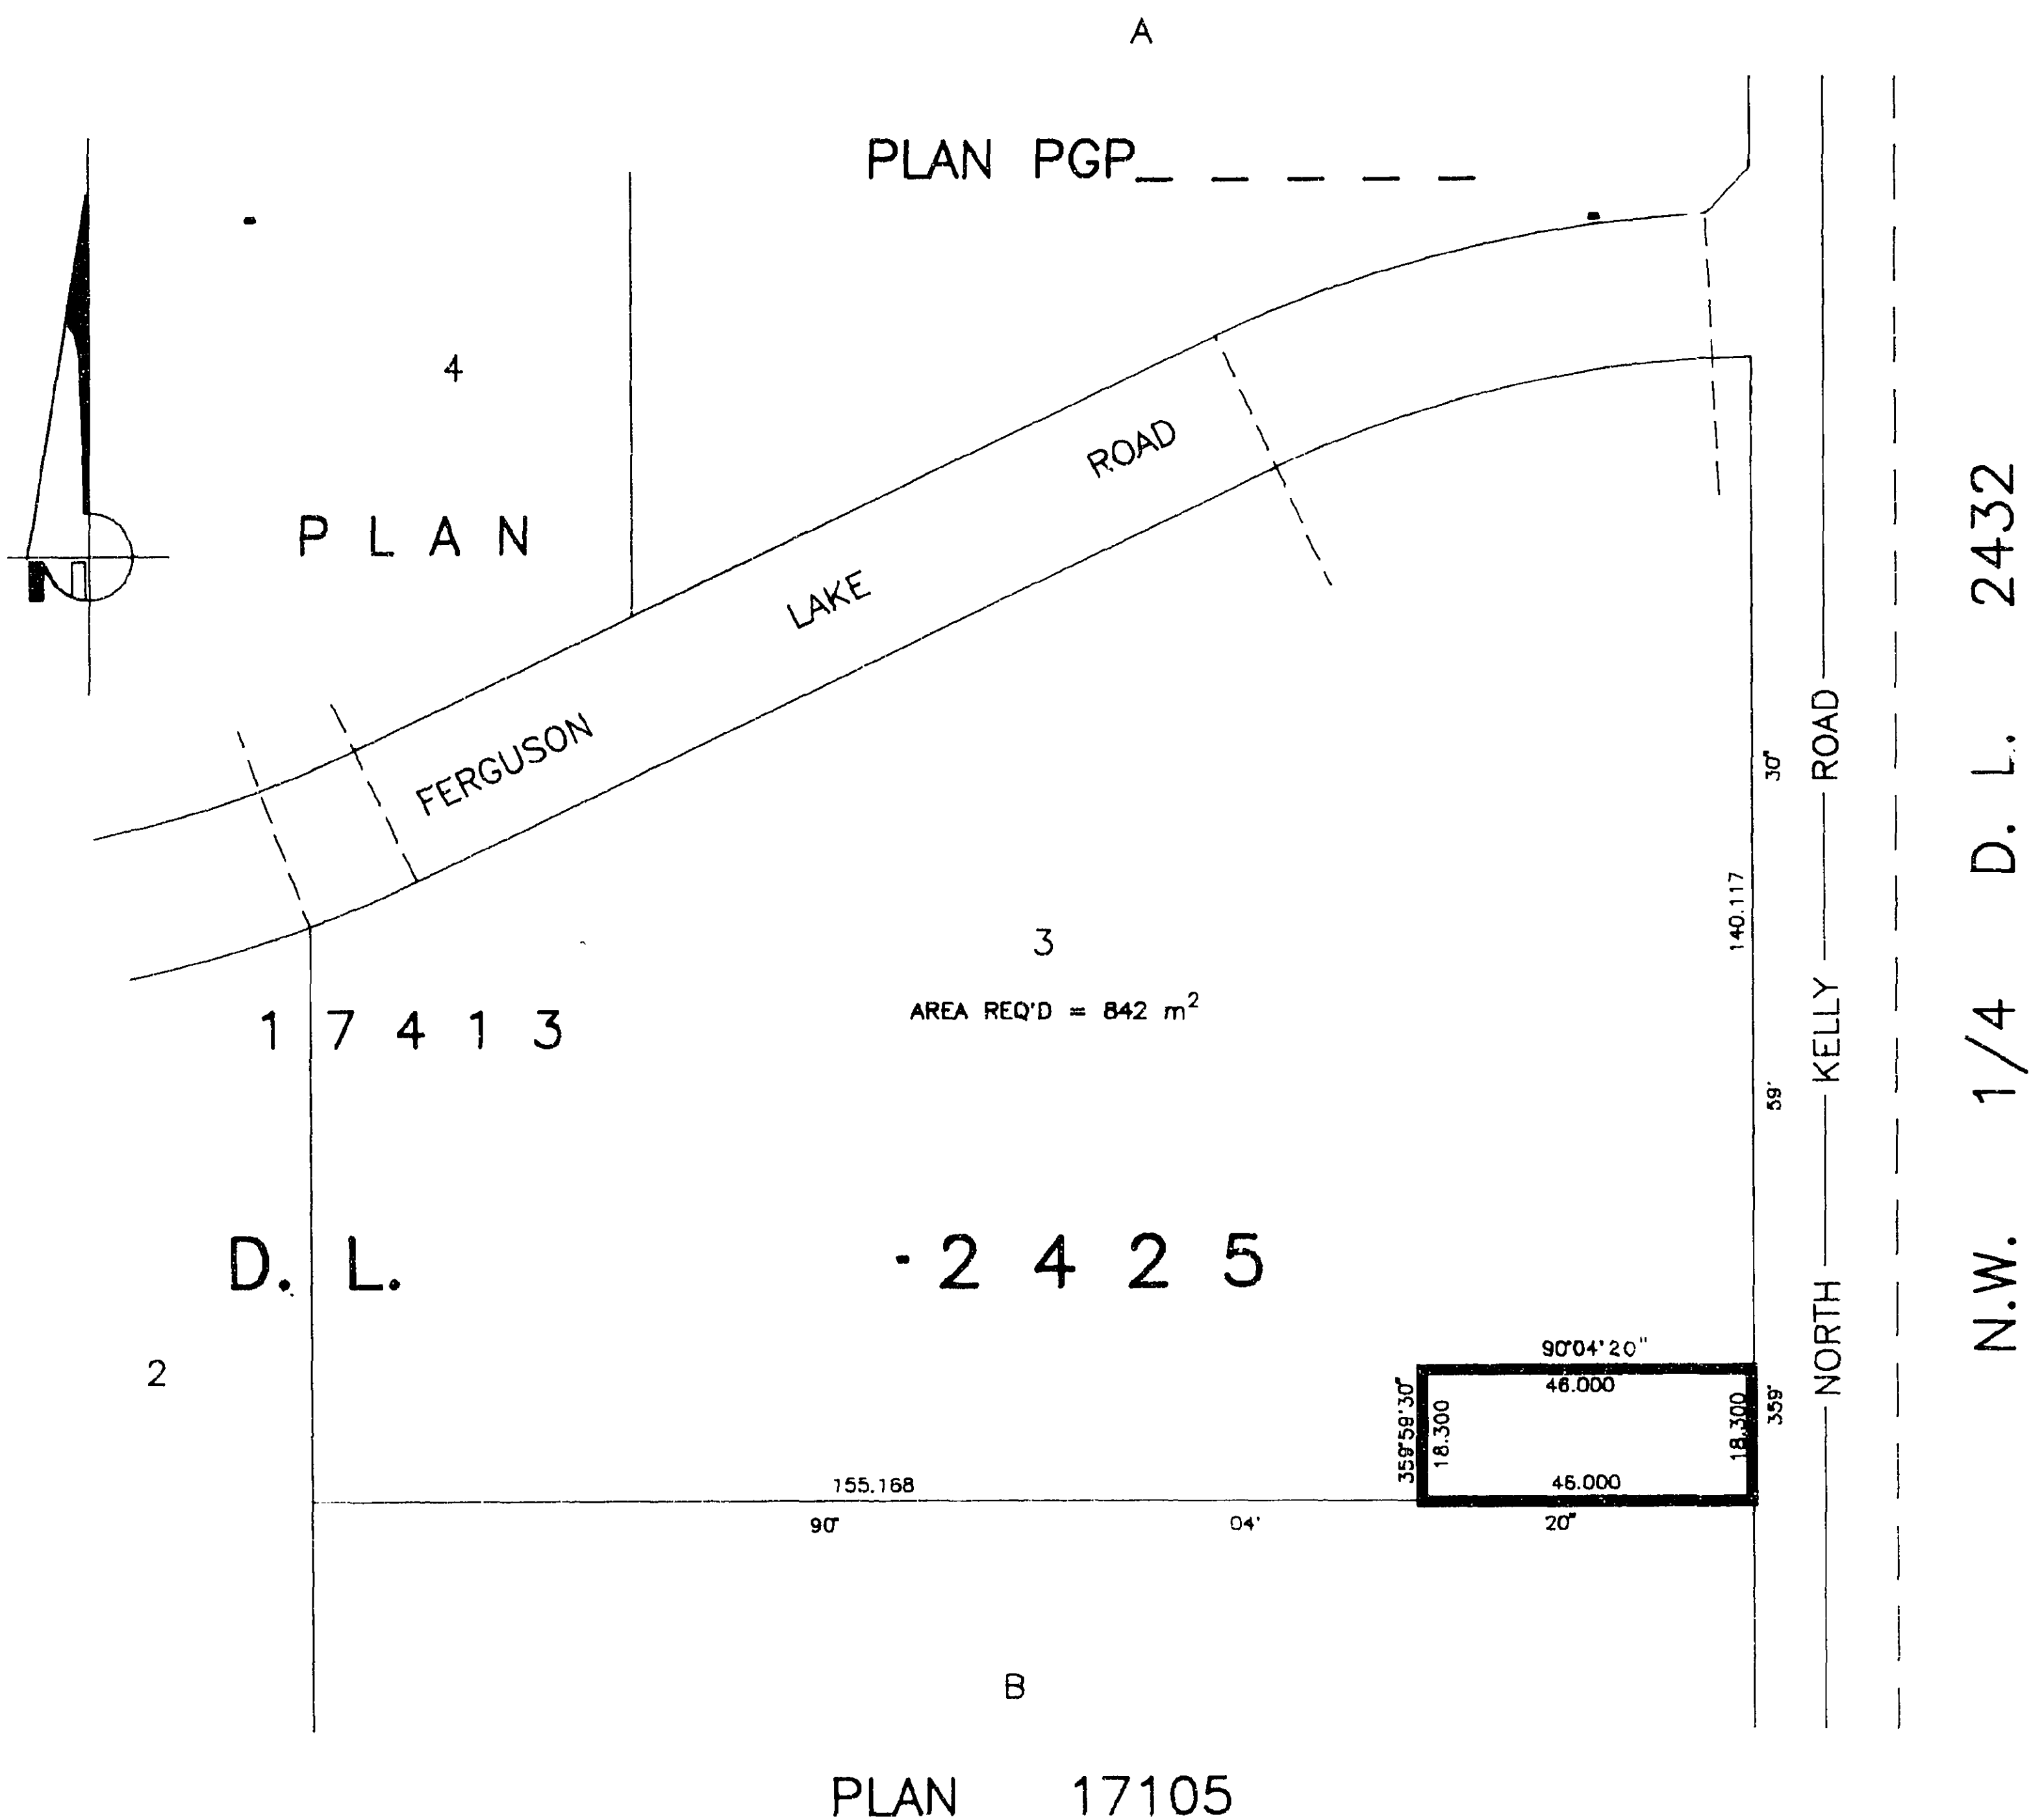 A
PLAN PGP_ _ _ _ _
4
PLAN
FERGUSON LAKE ROAD
17413
3
AREA REQ'D = 842 m²
140.117
359° 59' 30"
NORTH KELLY ROAD
N.W. 1/4 D. L. 2432
D. L. 2425
2
90°04'20"
46.000
359°59'30"
18.300
18.300
46.000
155.168
90° 04' 20"
B
PLAN 17105